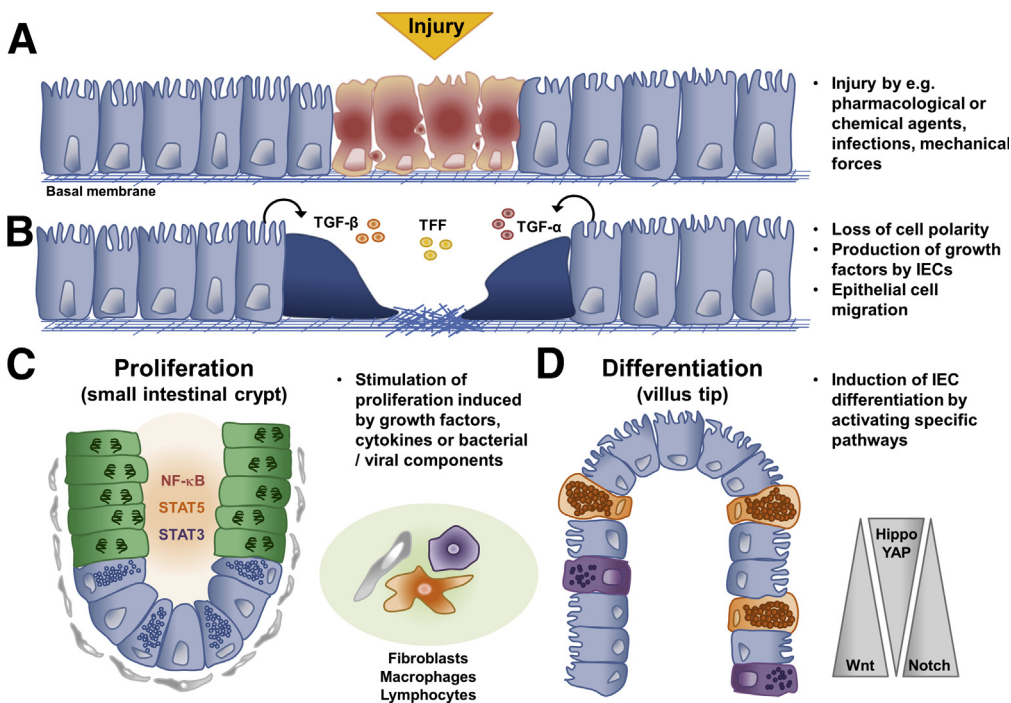 Injury
A
• Injury by e.g.
pharmacological or
chemical agents,
infections, mechanical
forces
Basal membrane
B
TGF-β
TFF
TGF-α
• Loss of cell polarity
• Production of growth
factors by IECs
• Epithelial cell
migration
C
Proliferation
(small intestinal crypt)
NF-κB
STAT5
STAT3
• Stimulation of
proliferation induced
by growth factors,
cytokines or bacterial
/ viral components
Fibroblasts
Macrophages
Lymphocytes
D
Differentiation
(villus tip)
• Induction of IEC
differentiation by
activating specific
pathways
Hippo
YAP
Wnt
Notch